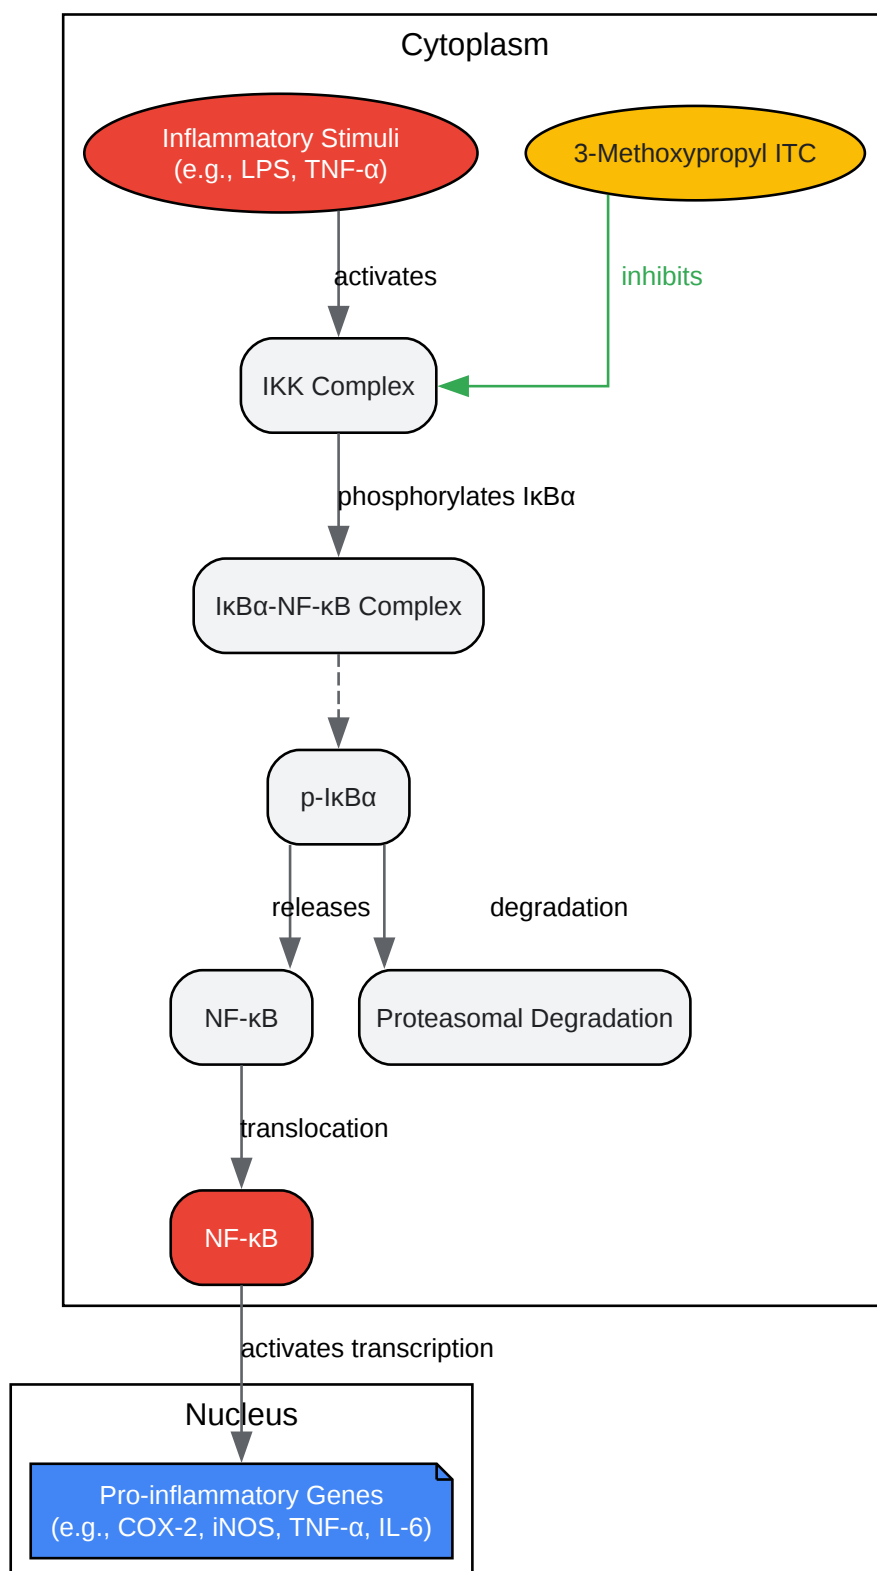 Cytoplasm
Inflammatory Stimuli
(e.g., LPS, TNF-α)
3-Methoxypropyl ITC
activates
inhibits
IKK Complex
phosphorylates IκBα
IκBα-NF-κB Complex
p-IκBα
releases
degradation
NF-κB
Proteasomal Degradation
translocation
NF-κB
activates transcription
Nucleus
Pro-inflammatory Genes
(e.g., COX-2, iNOS, TNF-α, IL-6)